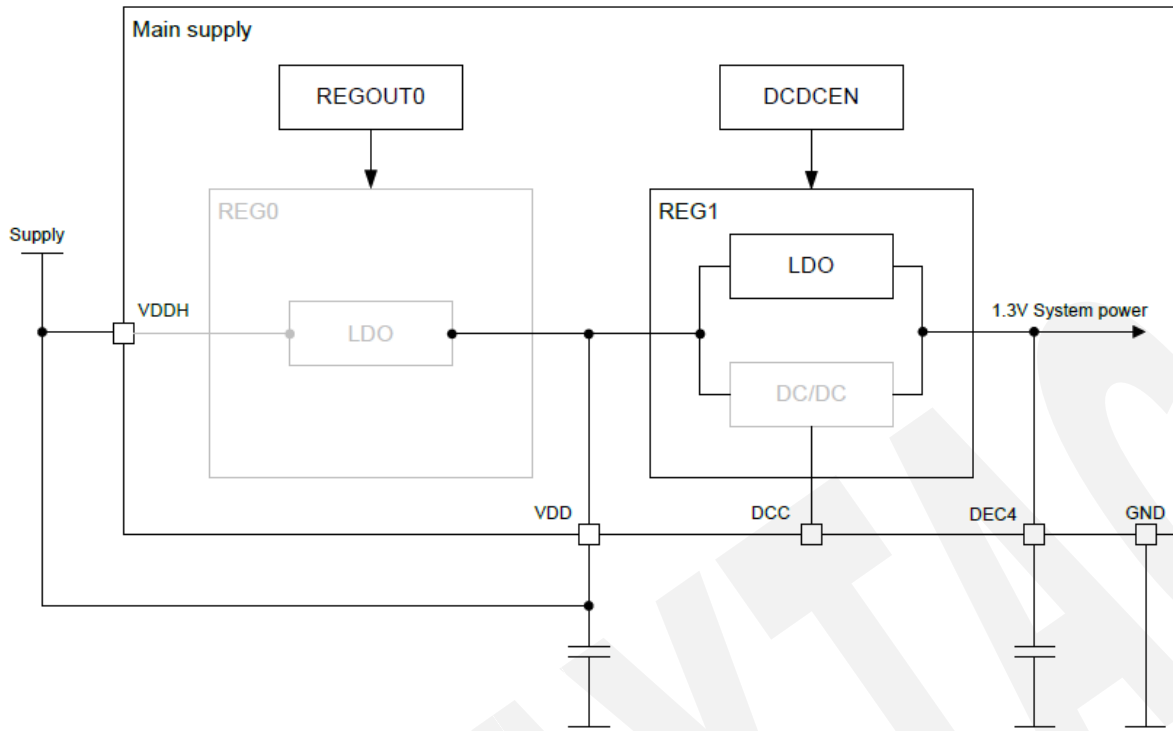 Main supply
REGOUT0
DCDCEN
REG0
REG1
Supply
LDO
VDDH
1.3V System power
LDO
DC/DC
VDD
DCC
DEC4
GND